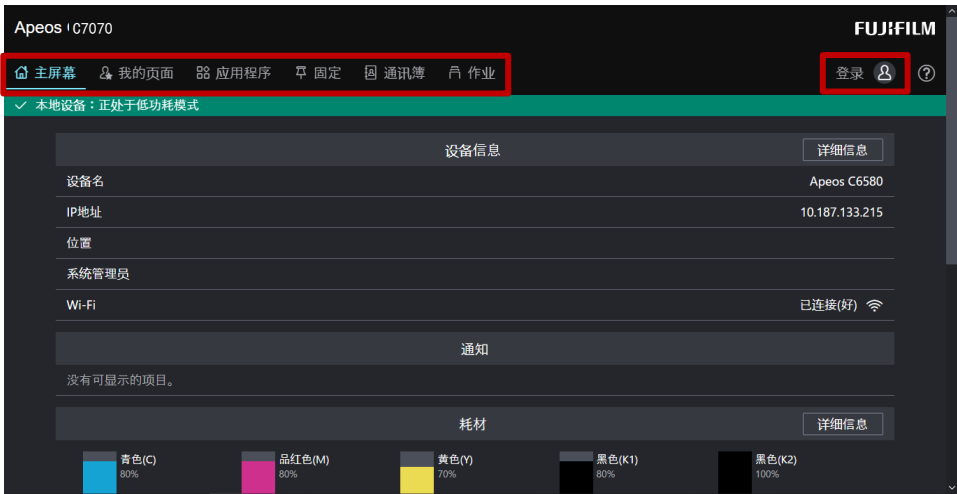 Apeos C7070
FUJIFILM
主屏幕 我的页面 应用程序 固定 通讯簿 作业 登录
本地设备：正处于低功耗模式
设备信息 详细信息
设备名 Apeos C6580
IP地址 10.187.133.215
位置
系统管理员
Wi-Fi 已连接(好)
通知
没有可显示的项目。
耗材 详细信息
青色(C) 品红色(M) 黄色(Y) 黑色(K1) 黑色(K2)
80% 80% 70% 80% 100%